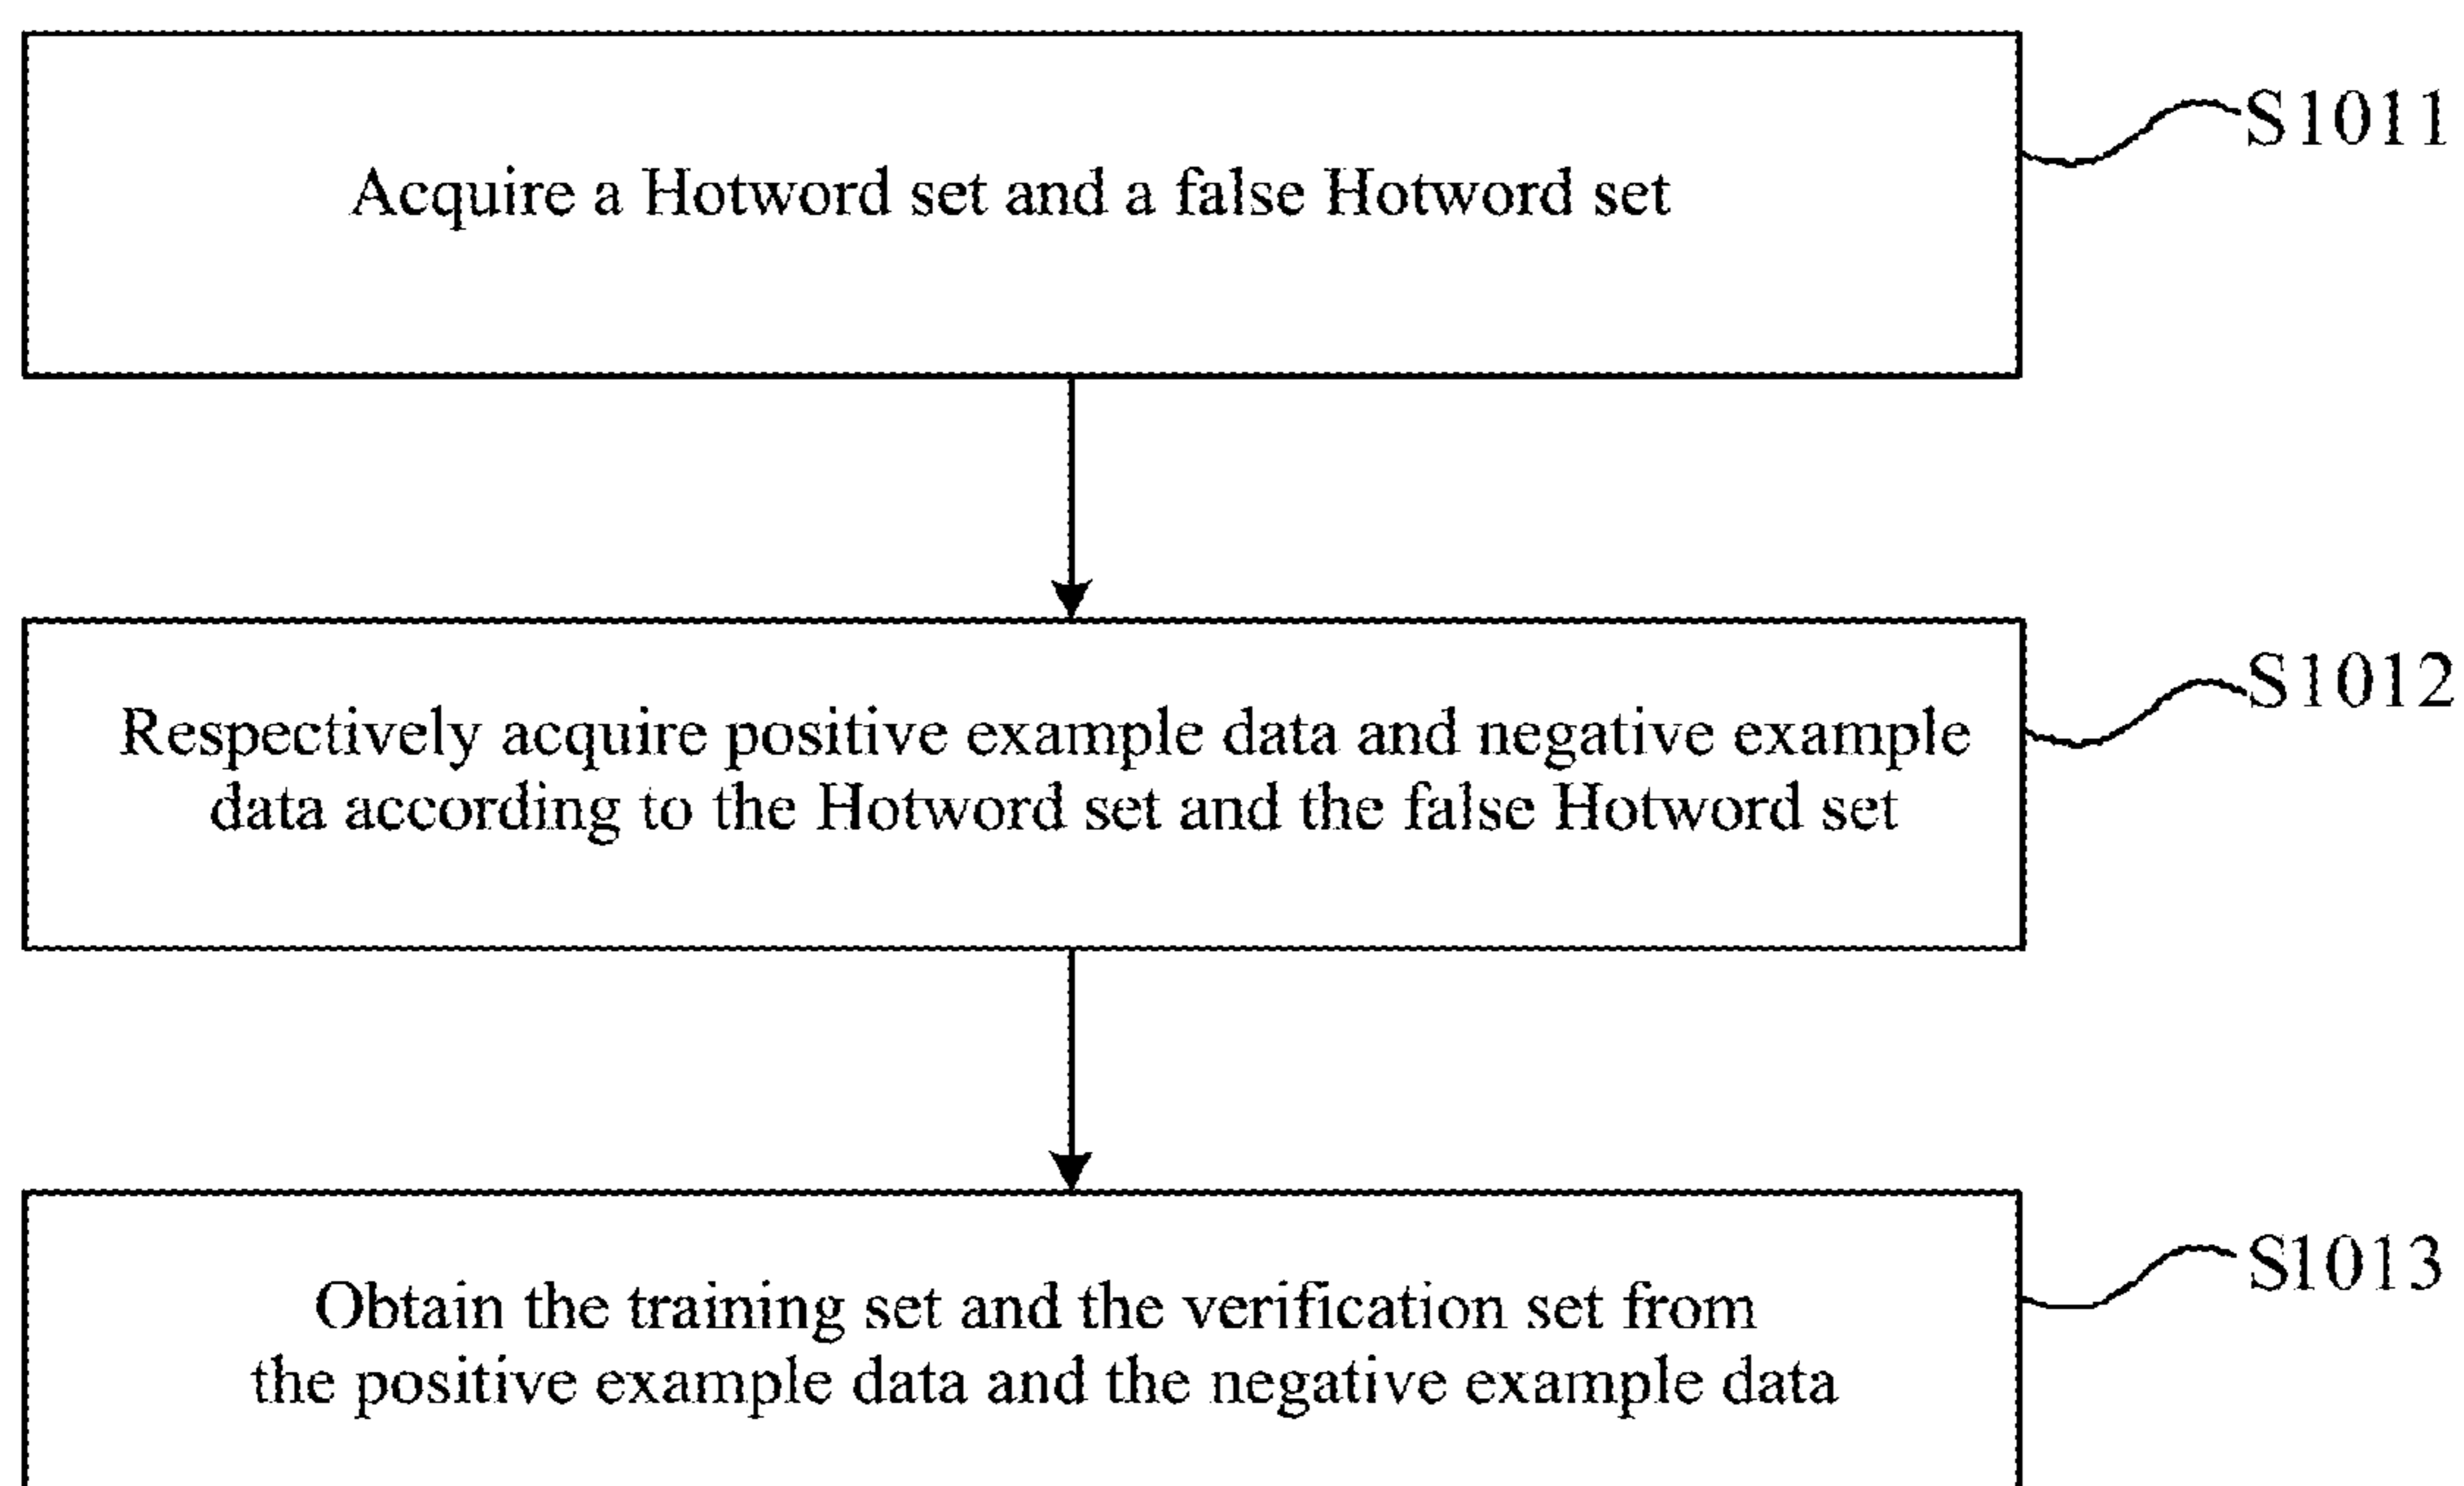 S1011
Acquire a Hotword set and a false Hotword set
S1012
Respectively acquire positive example data and negative example
data according to the Hotword set and the false Hotword set
S1013
Obtain the training set and the verification set from
the positive example data and the negative example data